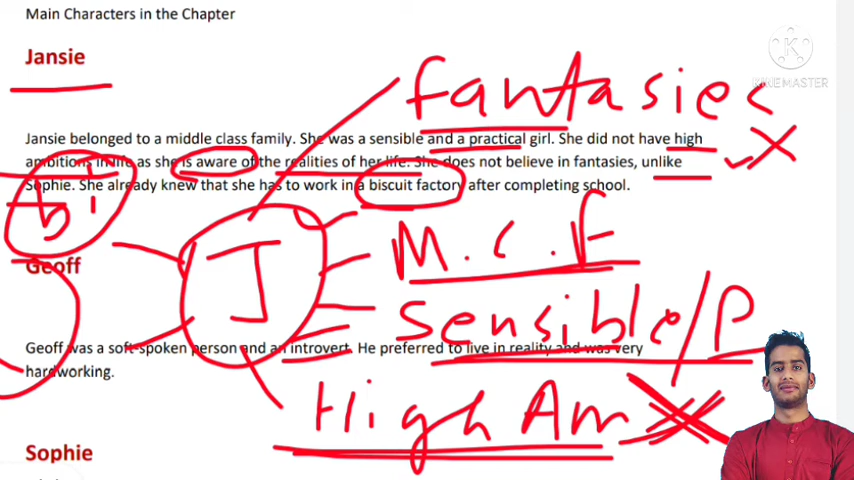 Main Characters in the Chapter
Jansie
fantasies
KINEMASTER
Jansie belonged to a middle class family. She was a sensible and a practical girl. She did not have high
ambitions in life as she is aware of the realities of her life. She does not believe in fantasies, unlike
Sophie. She already knew that she has to work in a biscuit factory after completing school.
J
M.C.F
Geoff
Sensible/P
Geoff was a soft-spoken person and an introvert. He preferred to live in reality and was very
hardworking.
High Am
Sophie